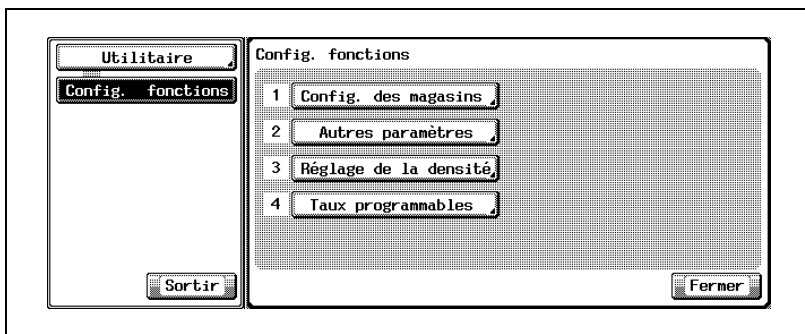 Utilitaire
Config. fonctions
Sortir
Config. fonctions
1 Config. des magasins
2 Autres paramètres
3 Réglage de la densité
4 Taux programmables
Fermer